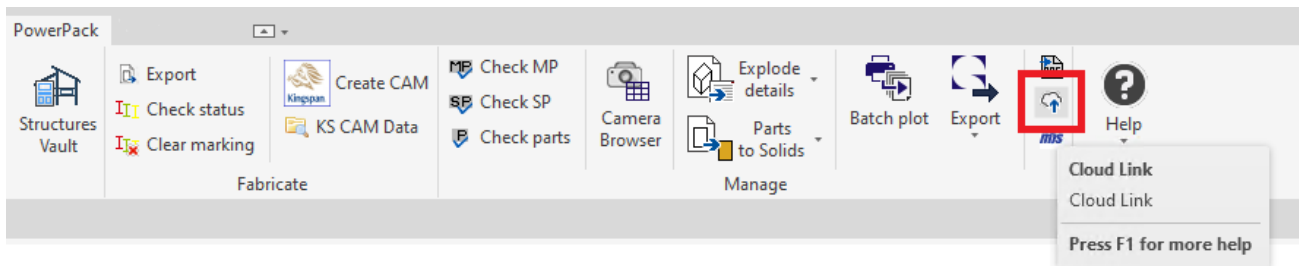 PowerPack
Structures
Vault
Export
Check status
Clear marking
Kingspan
Create CAM
KS CAM Data
Fabricate
MP Check MP
SP Check SP
P Check parts
Camera
Browser
Explode
details
Parts
to Solids
Batch plot
Export
Manage
mis
Help
Cloud Link
Cloud Link
Press F1 for more help